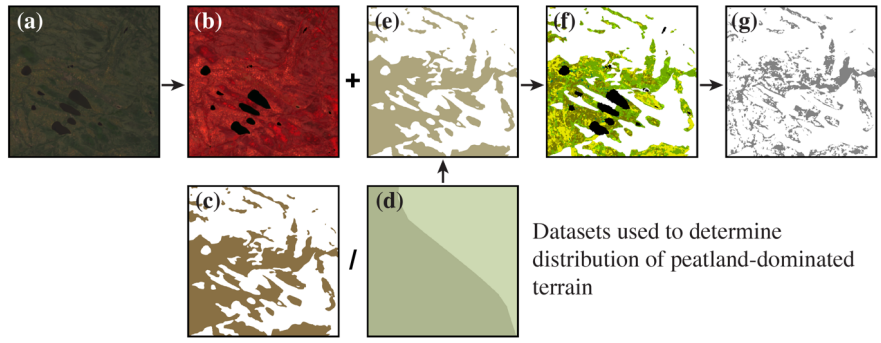 (a)
(b)
+
(e)
(f)
(g)
(c)
/
(d)
Datasets used to determine
distribution of peatland-dominated
terrain